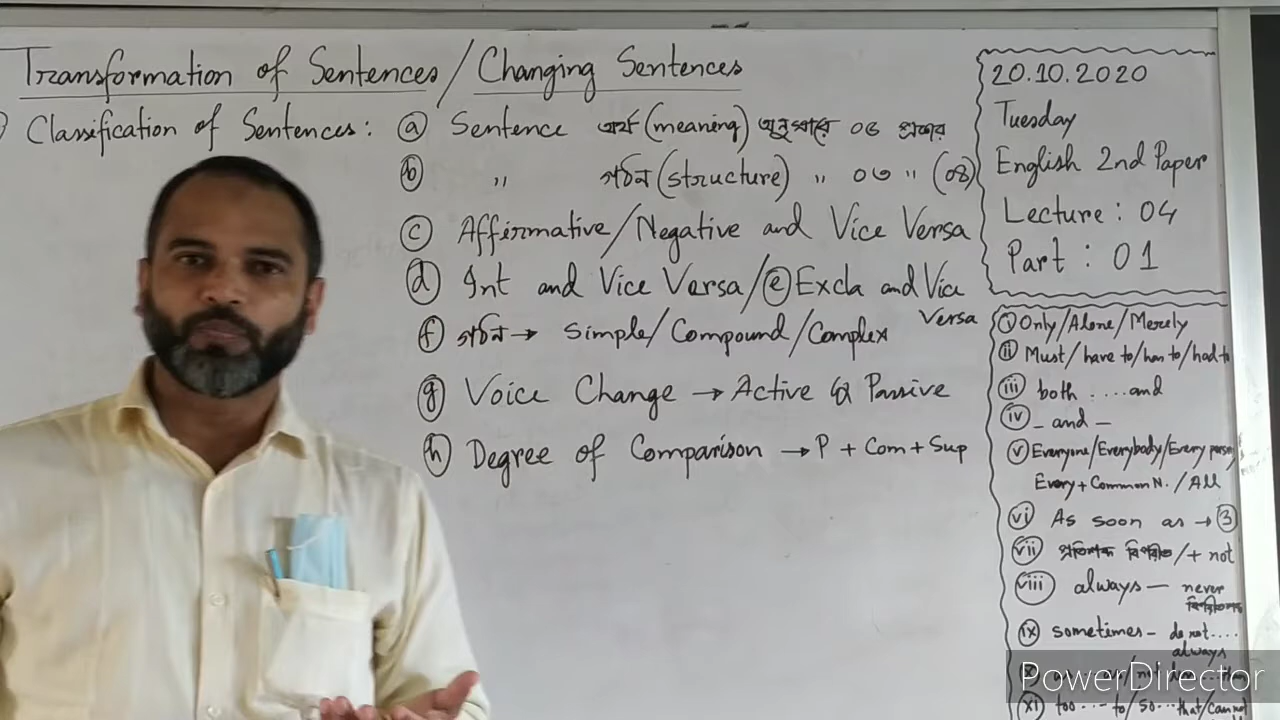 Transformation of Sentences/Changing Sentences
Classification of Sentences: ⓐ Sentence অর্থ (meaning) অনুসারে ০৫ প্রকার
ⓑ " গঠন (structure) " ০৩ " (০৪)
ⓒ Affirmative/Negative and Vice Versa
ⓓ Int and Vice Versa/ⓔ Excla and Vice Versa
ⓕ গঠন → Simple/Compound/Complex
ⓖ Voice Change → Active & Passive
ⓗ Degree of Comparison → P + Com + Sup
20.10.2020
Tuesday
English 2nd Paper
Lecture: 04
Part: 01
ⓘ Only/Alone/Merely
ii Must/have to/has to/had to
iii both ....and
iv _ and _
v Everyone/Everybody/Every person
Every + Common N. / All
vi As soon as → ③
vii বিপরীত /+ not
viii always — never
ix sometimes - do not....
always
xi too...to/so...that/cannot
PowerDirector